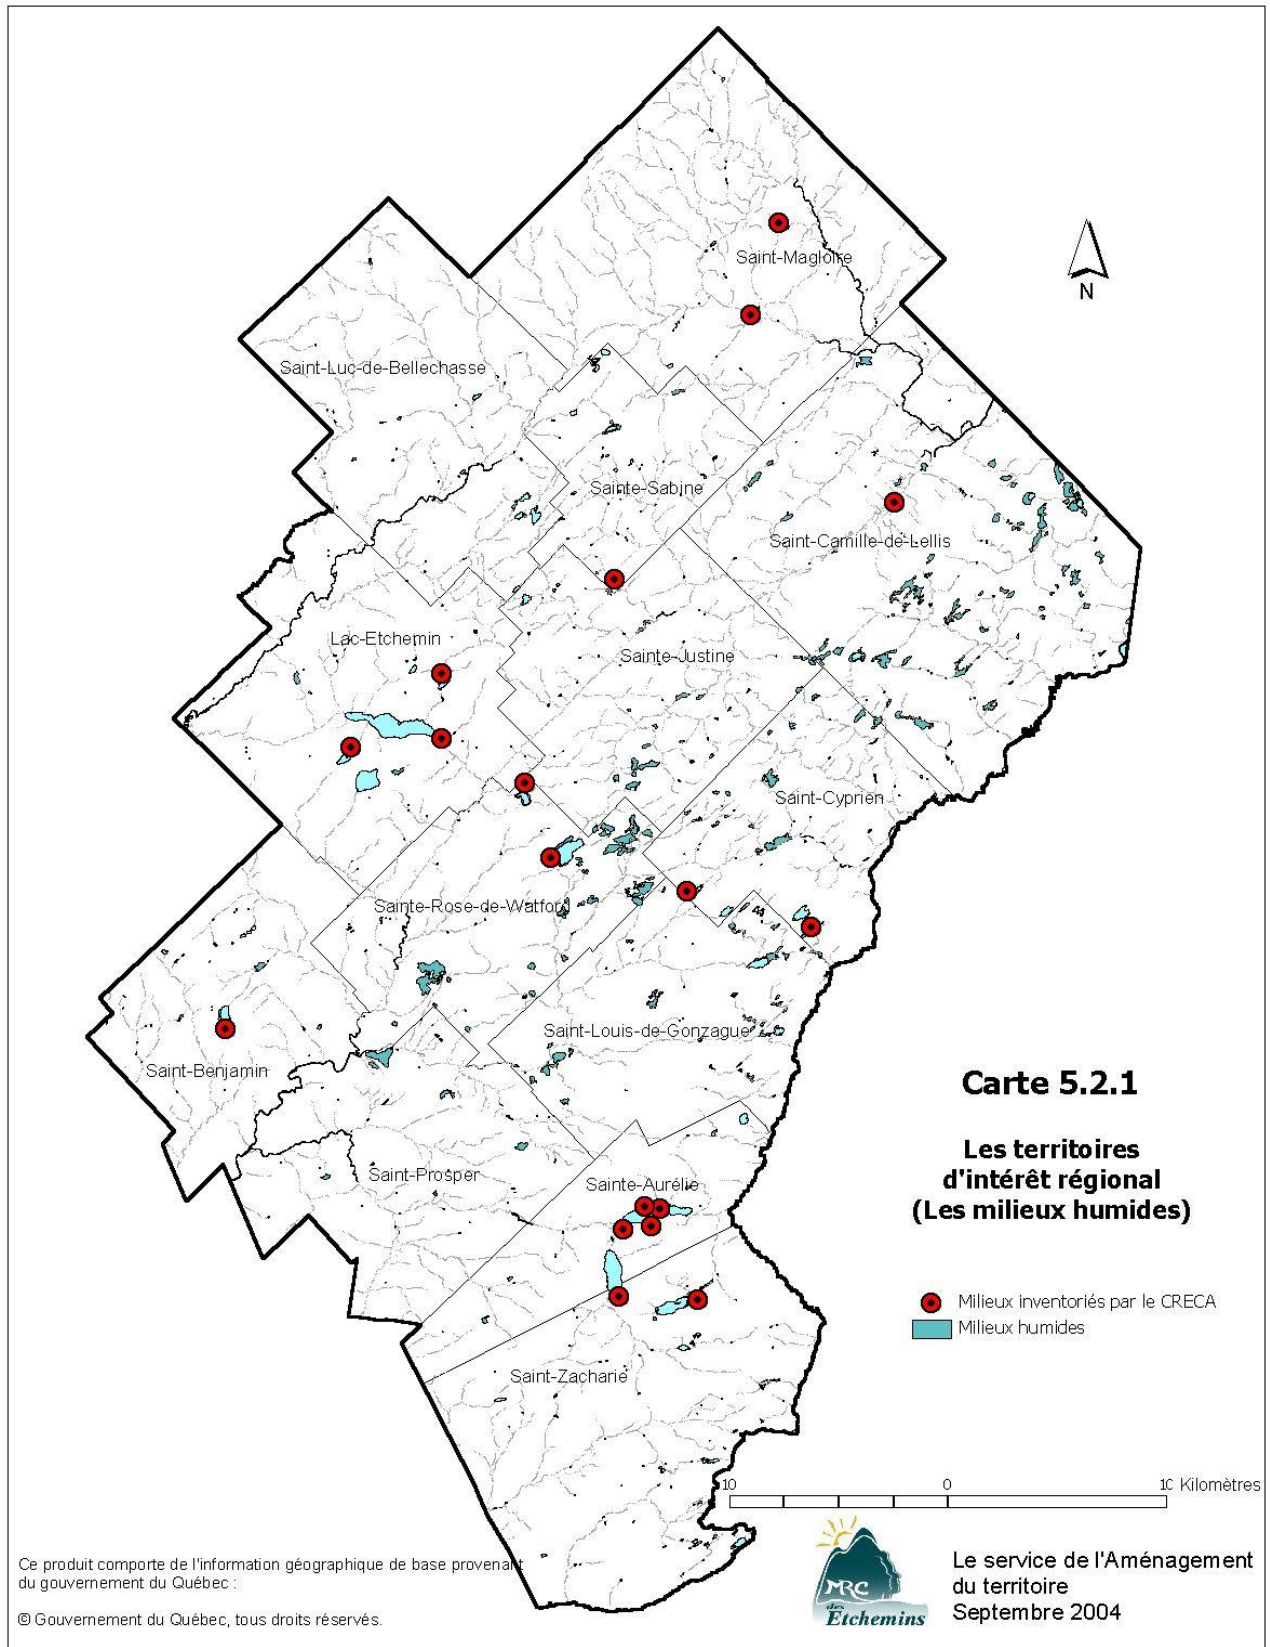 Saint-Magloire
N
Saint-Luc-de-Bellechasse
Sainte-Sabine
Saint-Camille-de-Lellis
Lac-Etchemin
Sainte-Justine
Saint-Cyprien
Sainte-Rose-de-Watford
Saint-Louis-de-Gonzague
Saint-Benjamin
Carte 5.2.1
Les territoires
d'intérêt régional
(Les milieux humides)
Saint-Prosper
Sainte-Aurélie
Milieux inventoriés par le CRECA
Milieux humides
Saint-Zacharie
10 0 10 Kilomètres
Ce produit comporte de l'information géographique de base provenant
du gouvernement du Québec :
© Gouvernement du Québec, tous droits réservés.
MRC
des
Etchemins
Le service de l'Aménagement
du territoire
Septembre 2004